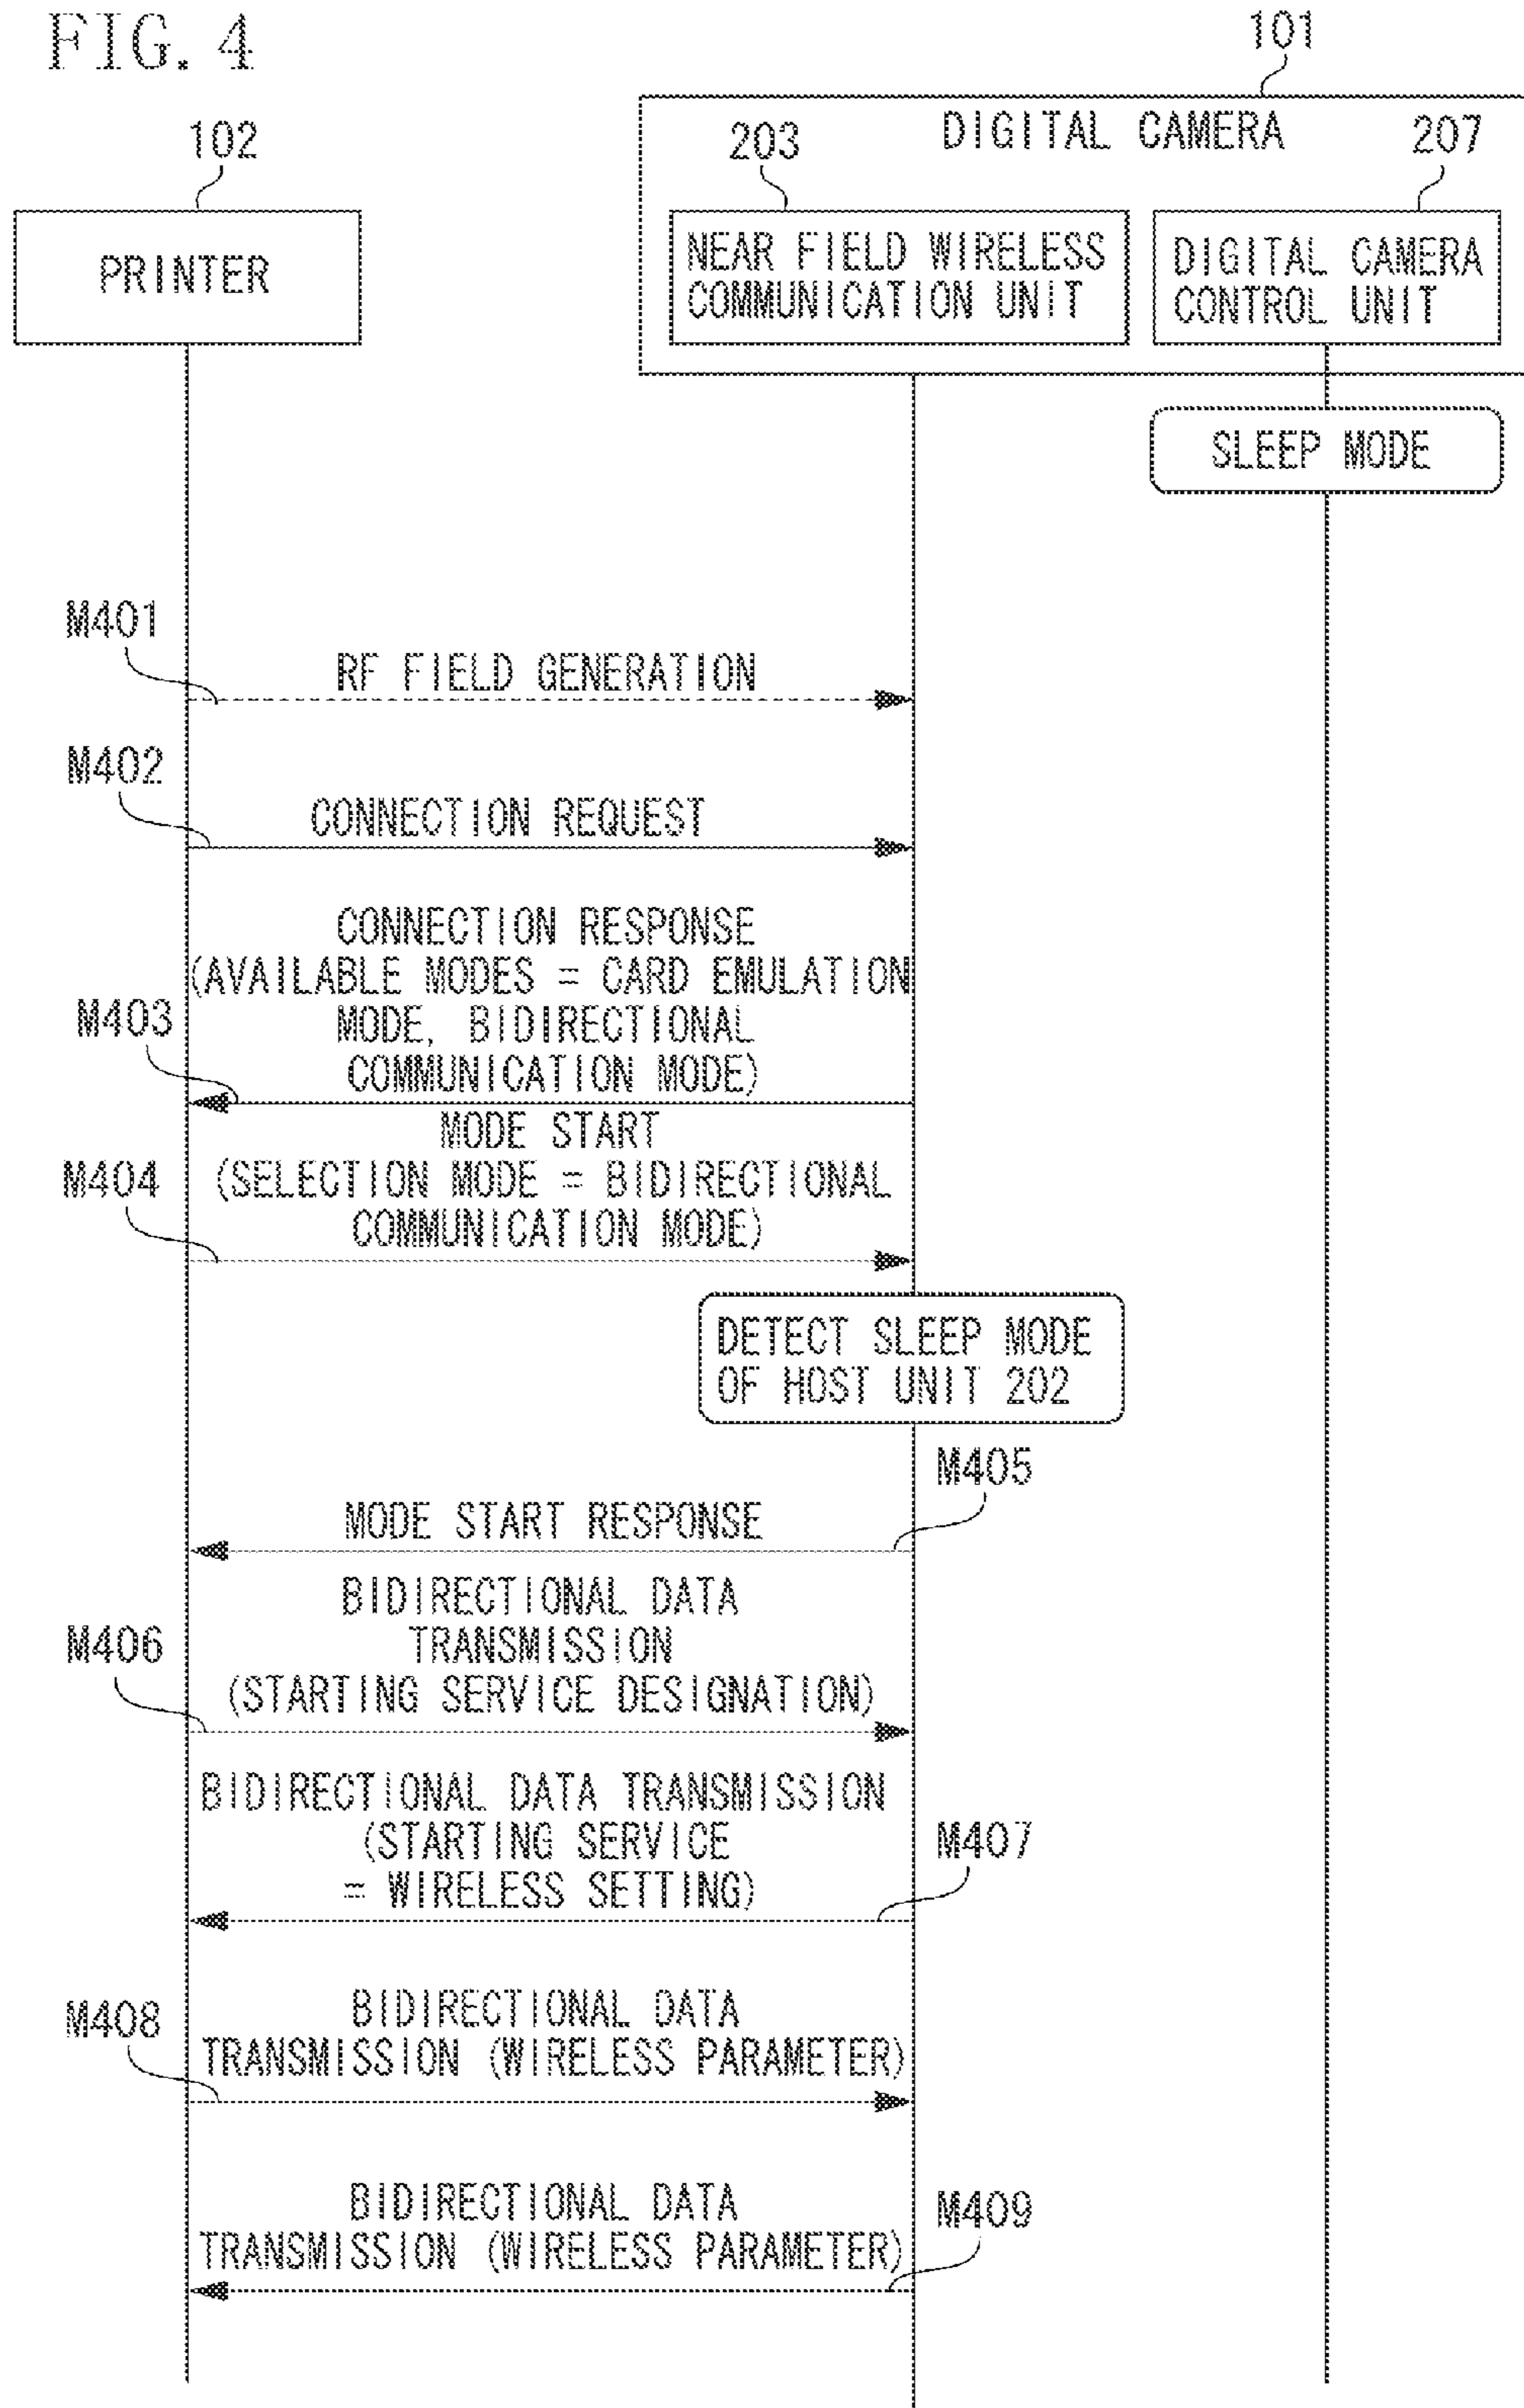 FIG. 4
101
DIGITAL CAMERA
102
203
207
PRINTER
NEAR FIELD WIRELESS
COMMUNICATION UNIT
DIGITAL CAMERA
CONTROL UNIT
SLEEP MODE
M401
RF FIELD GENERATION
M402
CONNECTION REQUEST
CONNECTION RESPONSE
(AVAILABLE MODES = CARD EMULATION
MODE, BIDIRECTIONAL
COMMUNICATION MODE)
M403
MODE START
(SELECTION MODE = BIDIRECTIONAL
COMMUNICATION MODE)
M404
DETECT SLEEP MODE
OF HOST UNIT 202
M405
MODE START RESPONSE
BIDIRECTIONAL DATA
TRANSMISSION
(STARTING SERVICE DESIGNATION)
M406
BIDIRECTIONAL DATA TRANSMISSION
(STARTING SERVICE
= WIRELESS SETTING)
M407
BIDIRECTIONAL DATA
TRANSMISSION (WIRELESS PARAMETER)
M408
BIDIRECTIONAL DATA
TRANSMISSION (WIRELESS PARAMETER)
M409